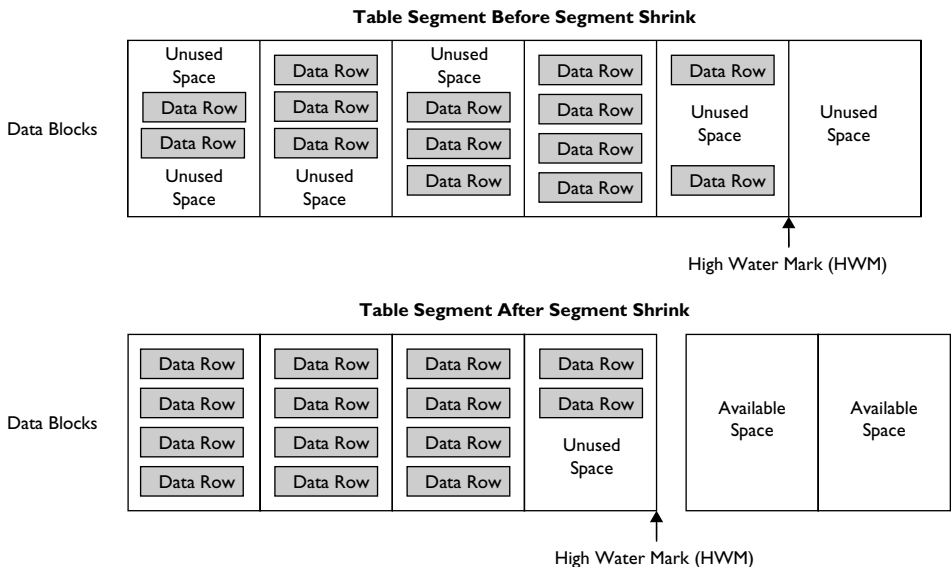 Table Segment Before Segment Shrink
Data Blocks
Unused
Space
Data Row
Data Row
Unused
Space
Data Row
Data Row
Data Row
Unused
Space
Unused
Space
Data Row
Data Row
Data Row
Data Row
Data Row
Data Row
Data Row
Data Row
Unused
Space
Data Row
Unused
Space
High Water Mark (HWM)
Table Segment After Segment Shrink
Data Blocks
Data Row
Data Row
Data Row
Data Row
Data Row
Data Row
Data Row
Data Row
Data Row
Data Row
Data Row
Data Row
Data Row
Data Row
Unused
Space
Available
Space
Available
Space
High Water Mark (HWM)